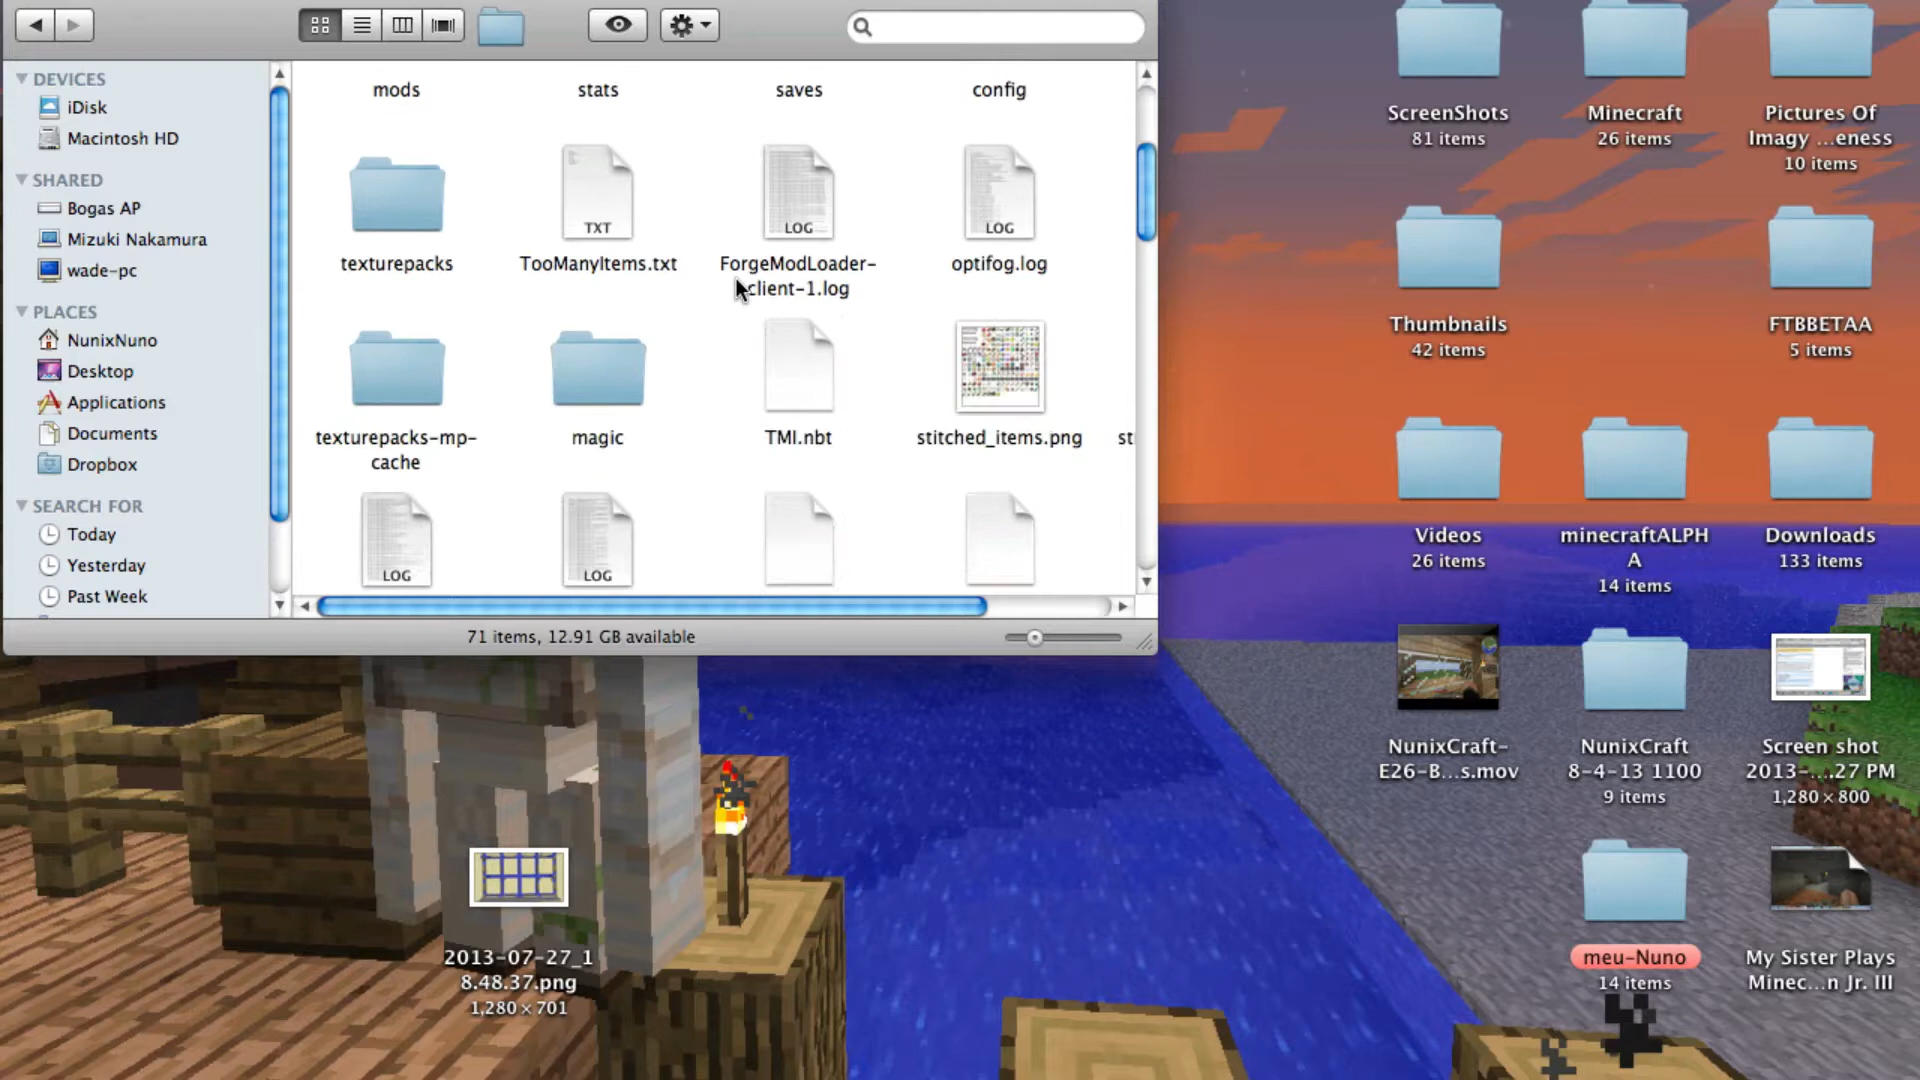 DEVICES
iDisk
Macintosh HD
SHARED
Bogas AP
Mizuki Nakamura
wade-pc
PLACES
NunixNuno
Desktop
Applications
Documents
Dropbox
SEARCH FOR
Today
Yesterday
Past Week
mods
stats
saves
config
TXT
LOG
LOG
texturepacks
TooManyItems.txt
ForgeModLoader-
client-1.log
optifog.log
texturepacks-mp-
cache
magic
TMI.nbt
stitched_items.png
st
LOG
LOG
71 items, 12.91 GB available
ScreenShots
81 items
Minecraft
26 items
Pictures Of
Imagy ...eness
10 items
Thumbnails
42 items
FTBBETAA
5 items
Videos
26 items
minecraftALPH
A
14 items
Downloads
133 items
NunixCraft-
E26-B...s.mov
NunixCraft
8-4-13 1100
9 items
Screen shot
2013-....27 PM
1,280 × 800
meu-Nuno
14 items
My Sister Plays
Minec...n Jr. III
2013-07-27_1
8.48.37.png
1,280 × 701